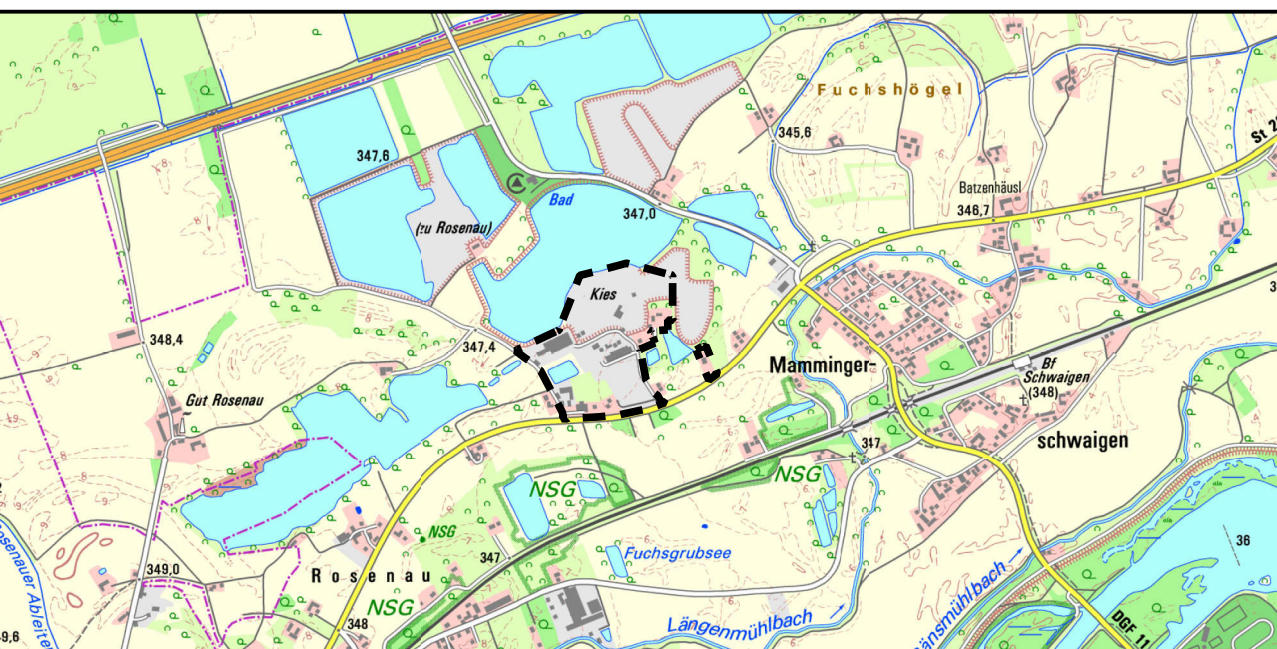 Fuchshögel
345,6
St 2
347,6
Batzenhäusl
346,7
Bad
347,0
(zu Rosenau)
Kies
348,4
347,4
Mamminger-
Bf
Schwaigen
(348)
Gut Rosenau
317
schwaigen
NSG
NSG
NSG
36
347
Fuchsgrubsee
349,0
Rosenau
NSG
348
Längenmühlbach
DGF 11